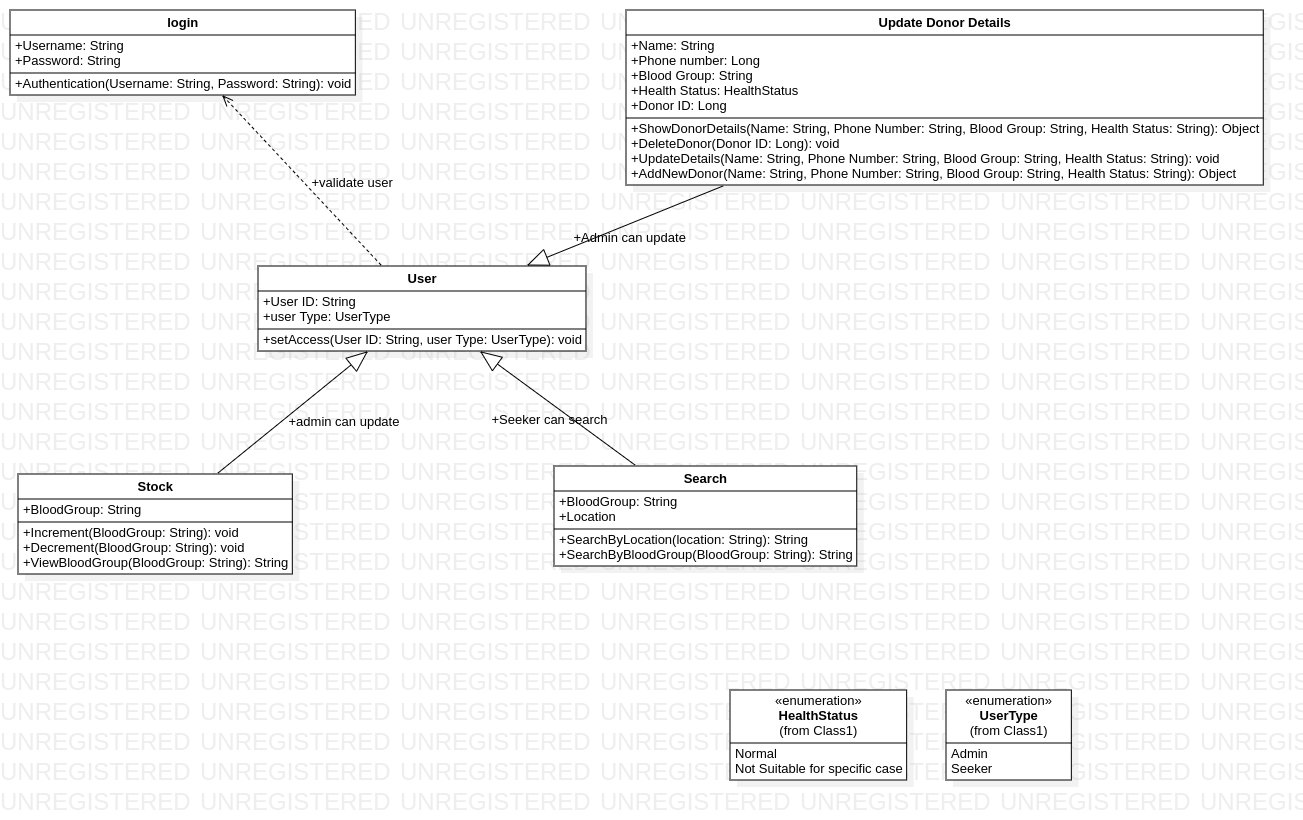 login
+Username: String
+Password: String
+Authentication(Username: String, Password: String): void
Update Donor Details
+Name: String
+Phone number: Long
+Blood Group: String
+Health Status: HealthStatus
+Donor ID: Long
+ShowDonorDetails(Name: String, Phone Number: String, Blood Group: String, Health Status: String): Object
+DeleteDonor(Donor ID: Long): void
+UpdateDetails(Name: String, Phone Number: String, Blood Group: String, Health Status: String): void
+AddNewDonor(Name: String, Phone Number: String, Blood Group: String, Health Status: String): Object
+validate user
+Admin can update
User
+User ID: String
+user Type: UserType
+setAccess(User ID: String, user Type: UserType): void
+admin can update
+Seeker can search
Stock
+BloodGroup: String
+Increment(BloodGroup: String): void
+Decrement(BloodGroup: String): void
+ViewBloodGroup(BloodGroup: String): String
Search
+BloodGroup: String
+Location
+SearchByLocation(location: String): String
+SearchByBloodGroup(BloodGroup: String): String
«enumeration»
HealthStatus
(from Class1)
Normal
Not Suitable for specific case
«enumeration»
UserType
(from Class1)
Admin
Seeker
UNREGISTERED